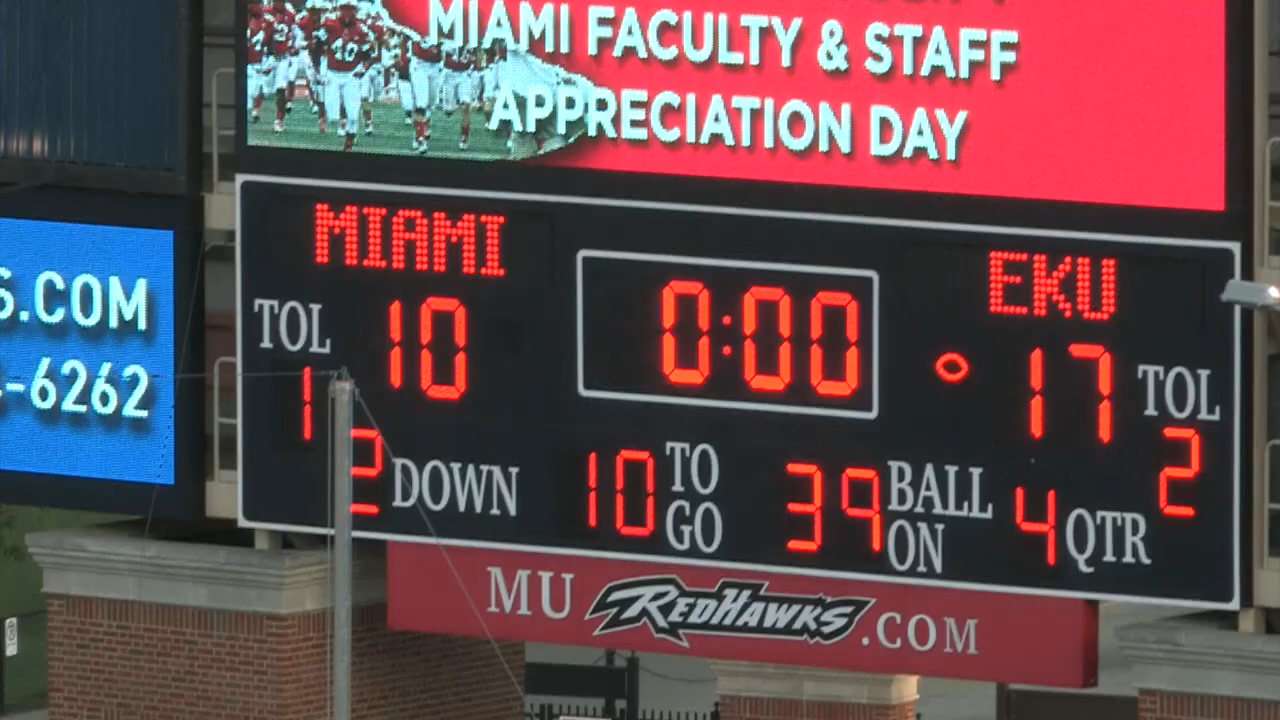 MIAMI FACULTY & STAFF
APPRECIATION DAY
S.COM
-6262
MIAMI
EKU
TOL 10 0:00 17 TOL
1 2
2 DOWN 10 TO GO 39 BALL ON 4 QTR
MU REDHAWKS .COM
40